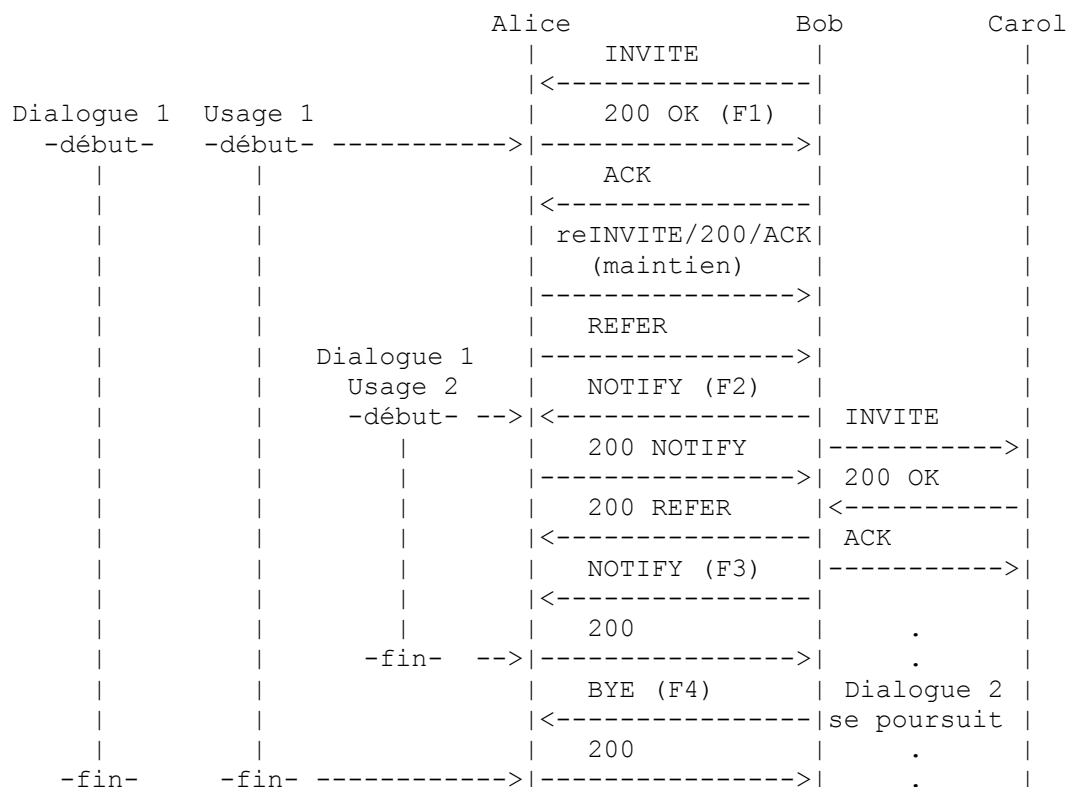 Alice Bob Carol
| INVITE | |
|<----------------| |
Dialogue 1 Usage 1 | 200 OK (F1) | |
-début- -début- ----------->|---------------->| |
| | | ACK | |
| | |<----------------| |
| | | reINVITE/200/ACK| |
| | | (maintien) | |
| | |---------------->| |
| | | REFER | |
| | Dialogue 1 |---------------->| |
| | Usage 2 | NOTIFY (F2) | |
| | -début- -->|<----------------| INVITE |
| | | | 200 NOTIFY |----------->|
| | | |---------------->| 200 OK |
| | | | 200 REFER |<-----------|
| | | |<----------------| ACK |
| | | | NOTIFY (F3) |----------->|
| | | |<----------------| |
| | | | 200 | . |
| | -fin- -->|---------------->| . |
| | | BYE (F4) | Dialogue 2 |
| | |<----------------|se poursuit |
| | | 200 | . |
-fin- -fin- ------------>|---------------->| . |